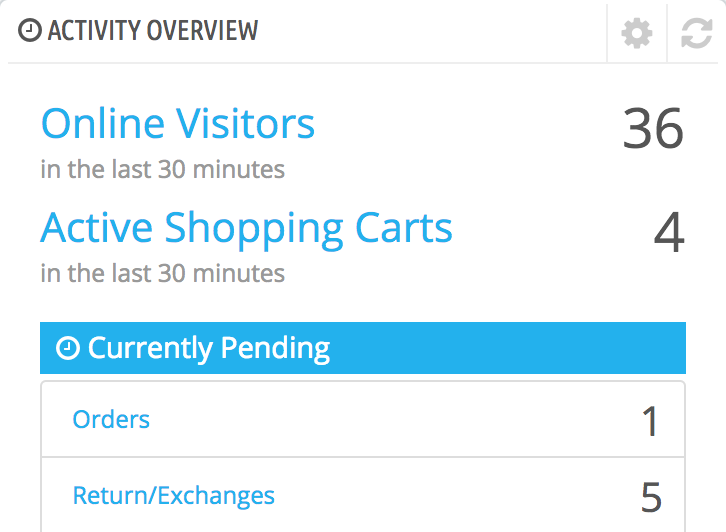 ACTIVITY OVERVIEW
Online Visitors 36
in the last 30 minutes
Active Shopping Carts 4
in the last 30 minutes
Currently Pending
Orders 1
Return/Exchanges 5